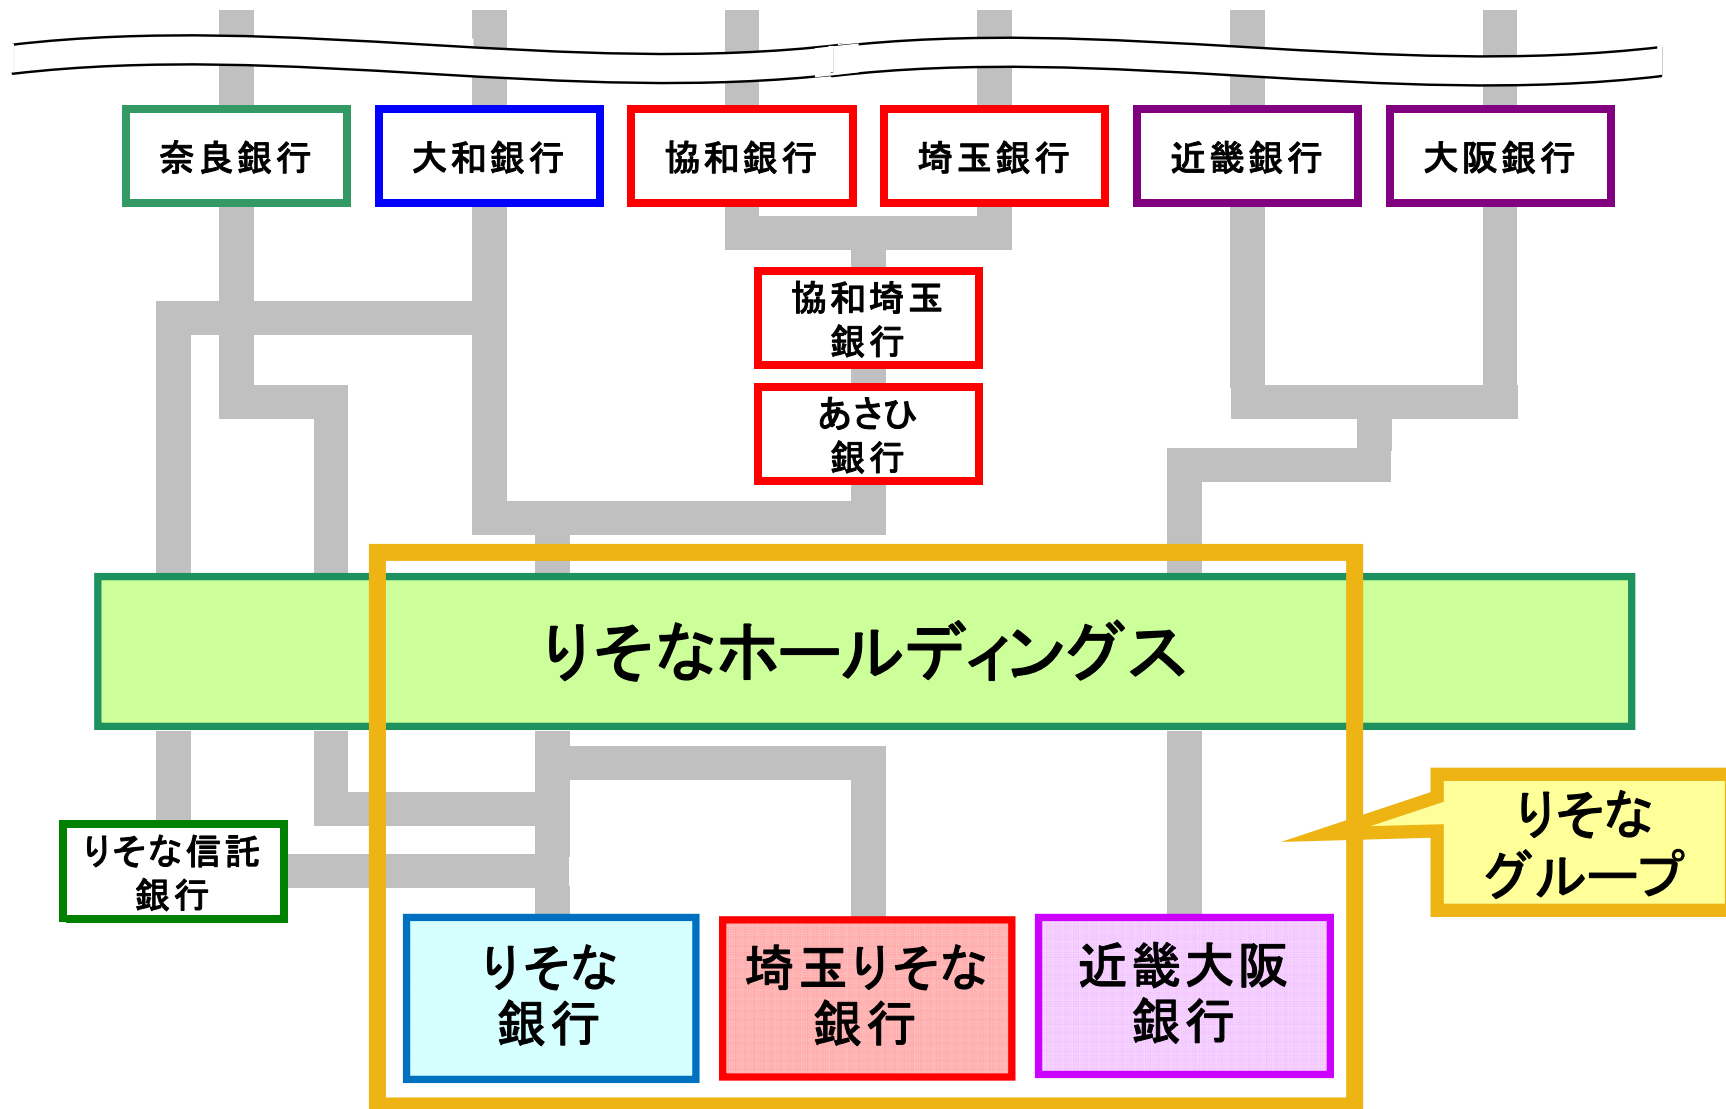 奈良銀行
大和銀行
協和銀行
埼玉銀行
近畿銀行
大阪銀行
協和埼玉
銀行
あさひ
銀行
りそなホールディングス
りそな
グループ
りそな信託
銀行
りそな
銀行
埼玉りそな
銀行
近畿大阪
銀行